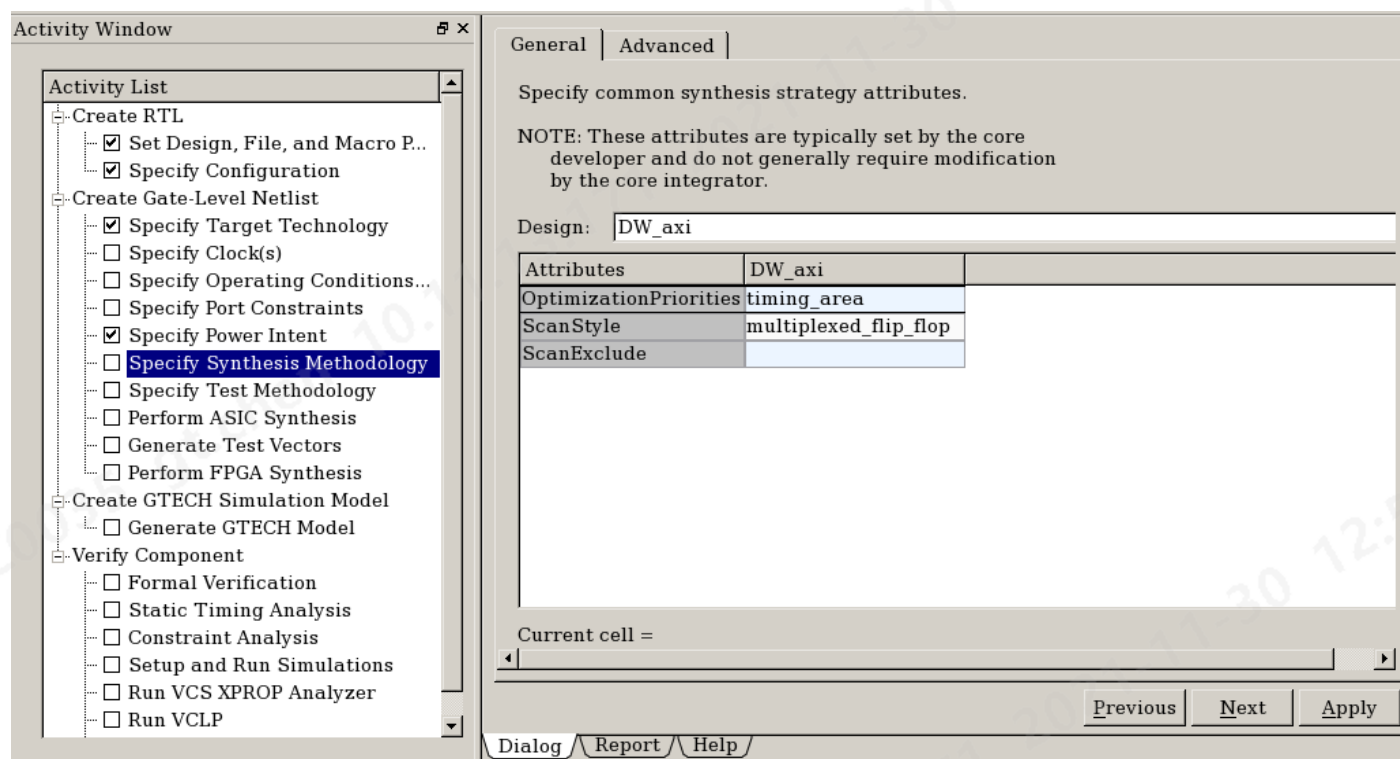 Activity Window
Activity List
Create RTL
Set Design, File, and Macro P...
Specify Configuration
Create Gate-Level Netlist
Specify Target Technology
Specify Clock(s)
Specify Operating Conditions...
Specify Port Constraints
Specify Power Intent
Specify Synthesis Methodology
Specify Test Methodology
Perform ASIC Synthesis
Generate Test Vectors
Perform FPGA Synthesis
Create GTECH Simulation Model
Generate GTECH Model
Verify Component
Formal Verification
Static Timing Analysis
Constraint Analysis
Setup and Run Simulations
Run VCS XPROP Analyzer
Run VCLP
General Advanced
Specify common synthesis strategy attributes.
NOTE: These attributes are typically set by the core
developer and do not generally require modification
by the core integrator.
Design: DW_axi
Attributes DW_axi
OptimizationPriorities timing_area
ScanStyle multiplexed_flip_flop
ScanExclude
Current cell =
Previous Next Apply
Dialog Report Help